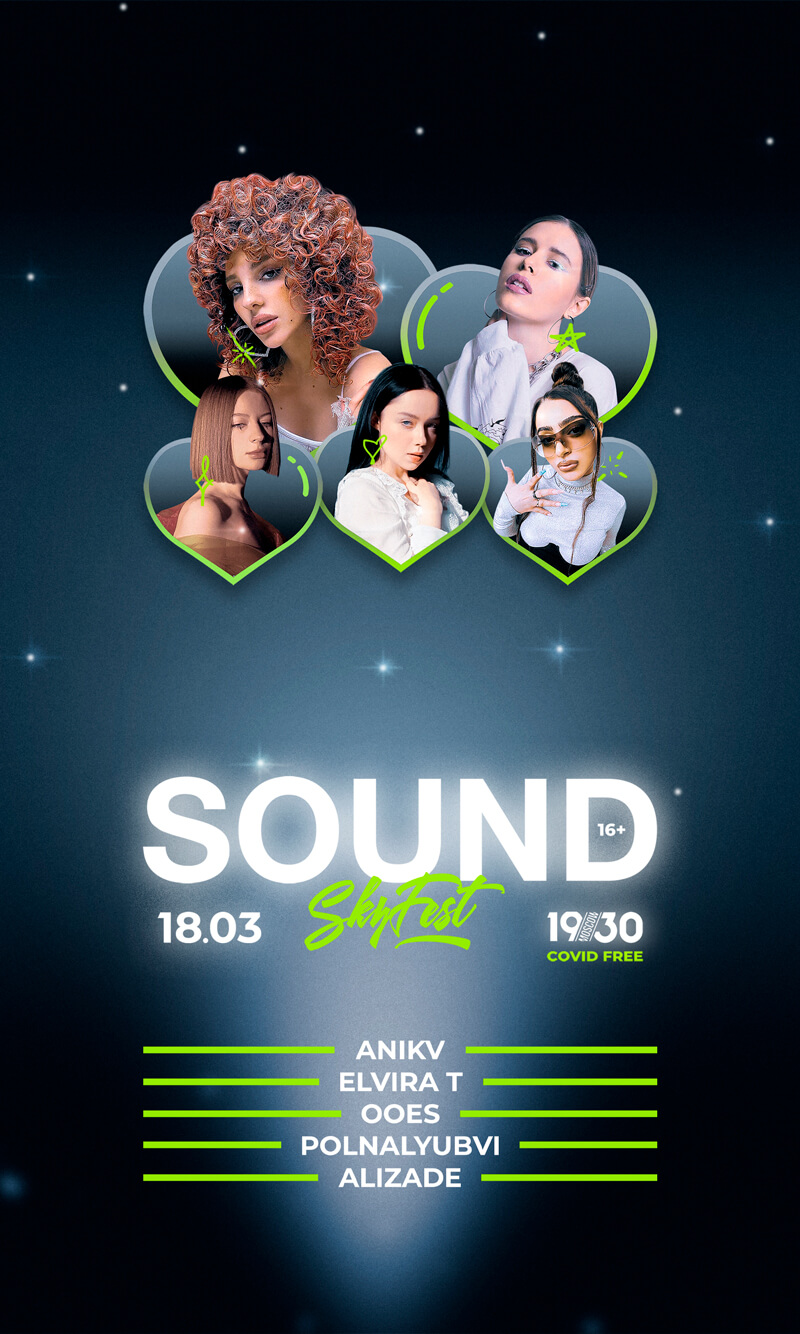 SOUND
16+
SkyFest
18.03
19//30
MOSCOW
COVID FREE
ANIKV
ELVIRA T
OOES
POLNALYUBVI
ALIZADE